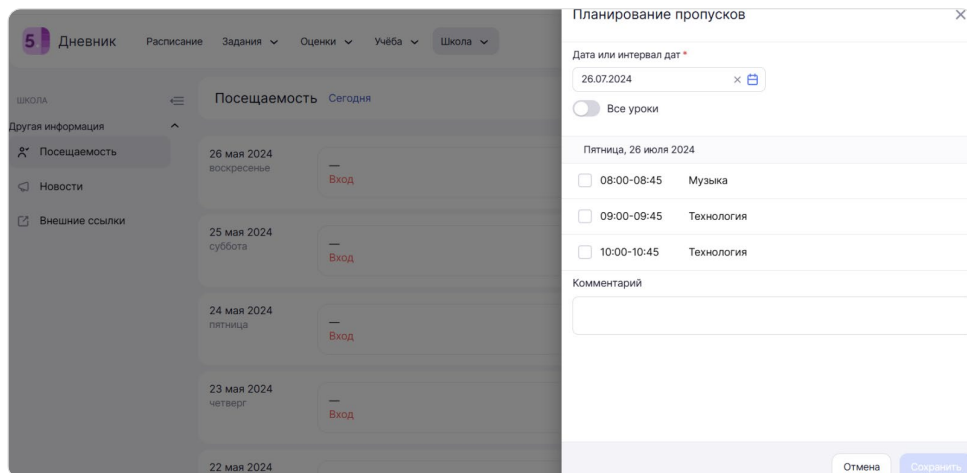 5. Дневник Расписание Задания Оценки Учёба Школа
ШКОЛА
Другая информация
Посещаемость
Новости
Внешние ссылки
Посещаемость Сегодня
26 мая 2024
воскресенье
—
Вход
25 мая 2024
суббота
—
Вход
24 мая 2024
пятница
—
Вход
23 мая 2024
четверг
—
Вход
22 мая 2024
Планирование пропусков
Дата или интервал дат *
26.07.2024
Все уроки
Пятница, 26 июля 2024
08:00-08:45 Музыка
09:00-09:45 Технология
10:00-10:45 Технология
Комментарий
Отмена Сохранить